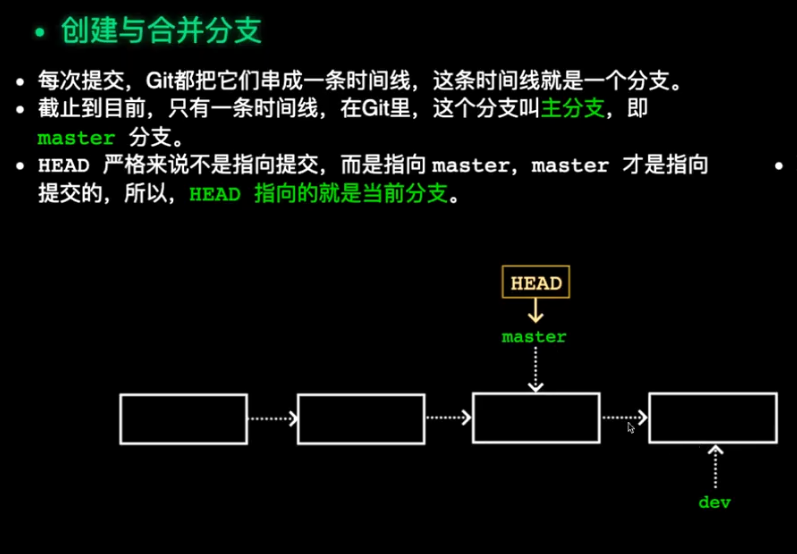 创建与合并分支
每次提交，Git都把它们串成一条时间线，这条时间线就是一个分支。
截止到目前，只有一条时间线，在Git里，这个分支叫主分支，即
master 分支。
HEAD 严格来说不是指向提交，而是指向 master，master 才是指向
提交的，所以，HEAD 指向的就是当前分支。
HEAD
master
dev